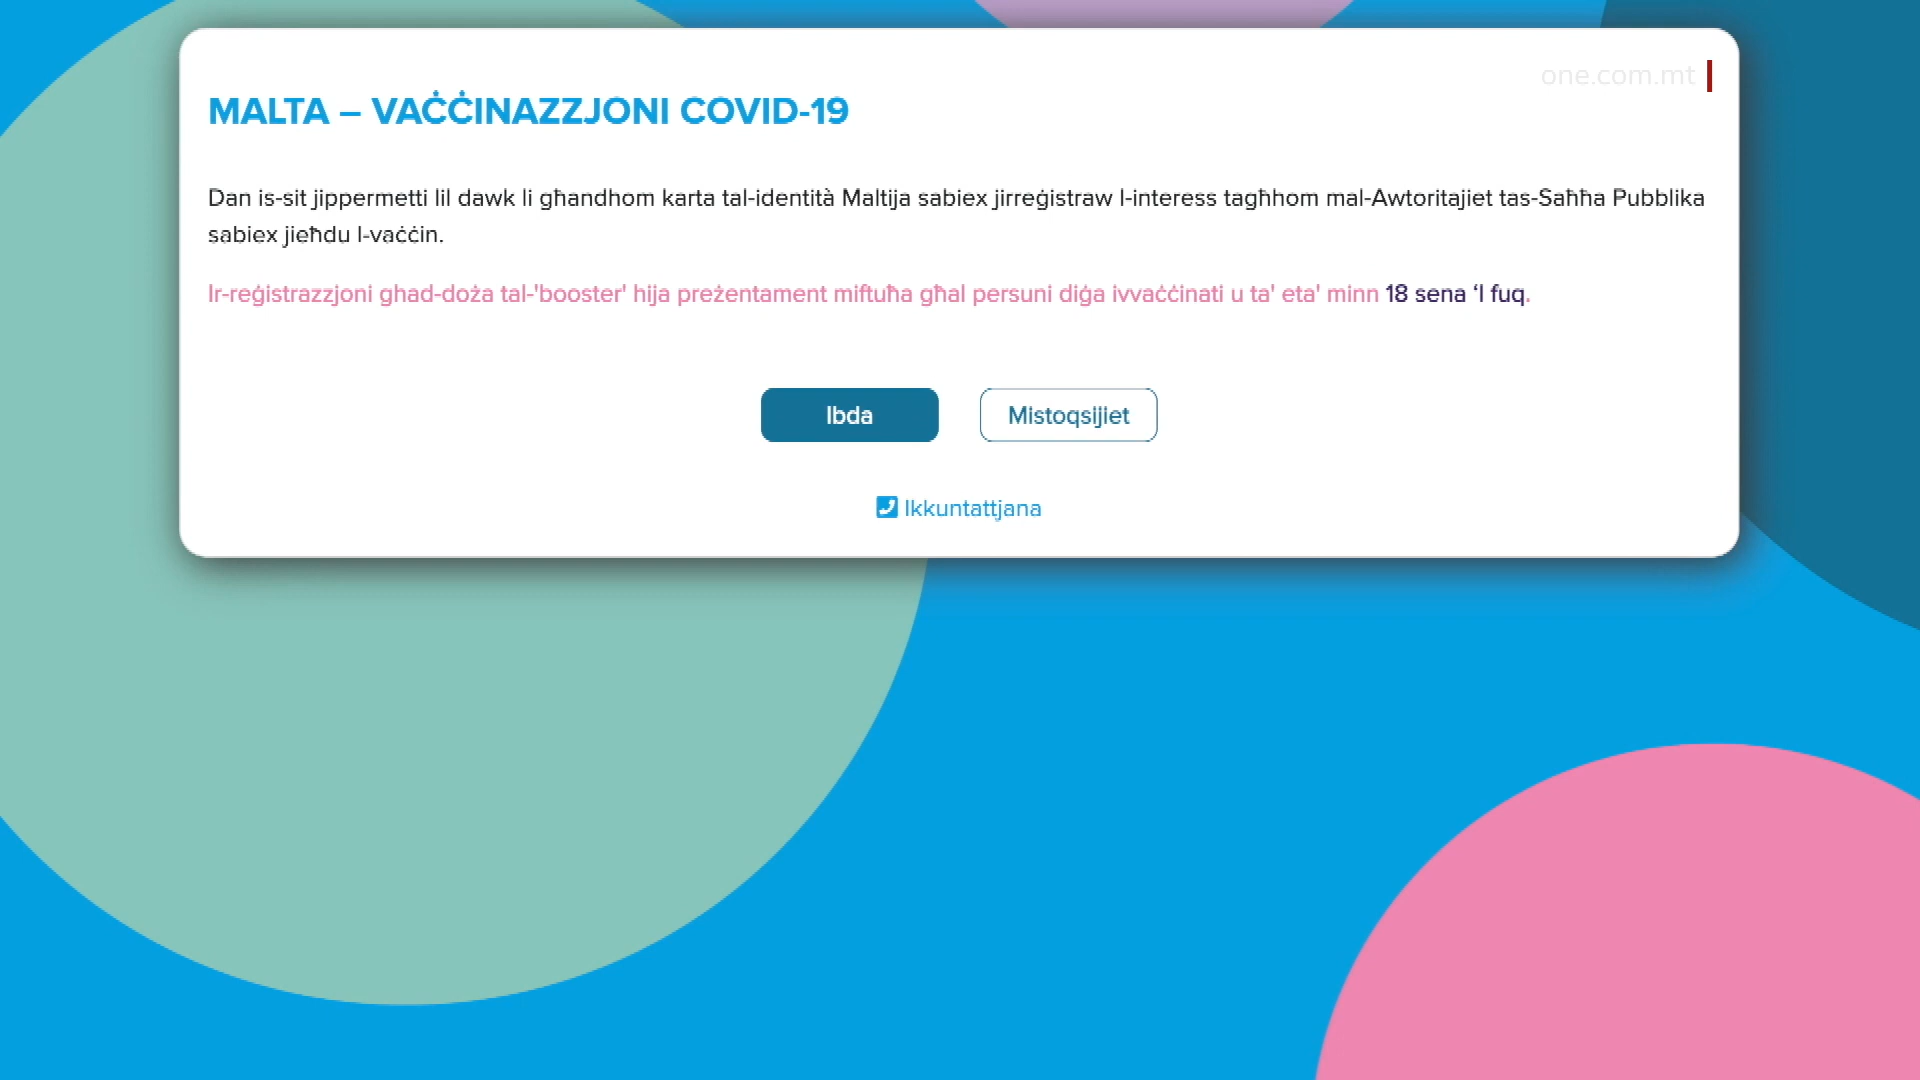 one.com.mt
MALTA – VAĊĊINAZZJONI COVID-19
Dan is-sit jippermetti lil dawk li għandhom karta tal-identità Maltija sabiex jirreġistraw l-interess tagħhom mal-Awtoritajiet tas-Saħħa Pubblika
sabiex jieħdu l-vaċċin.
Ir-reġistrazzjoni ghad-doża tal-'booster' hija preżentament miftuħa għal persuni diġa ivvaċċinati u ta' eta' minn 18 sena ‘l fuq.
Ibda
Mistoqsijiet
Ikkuntattjana